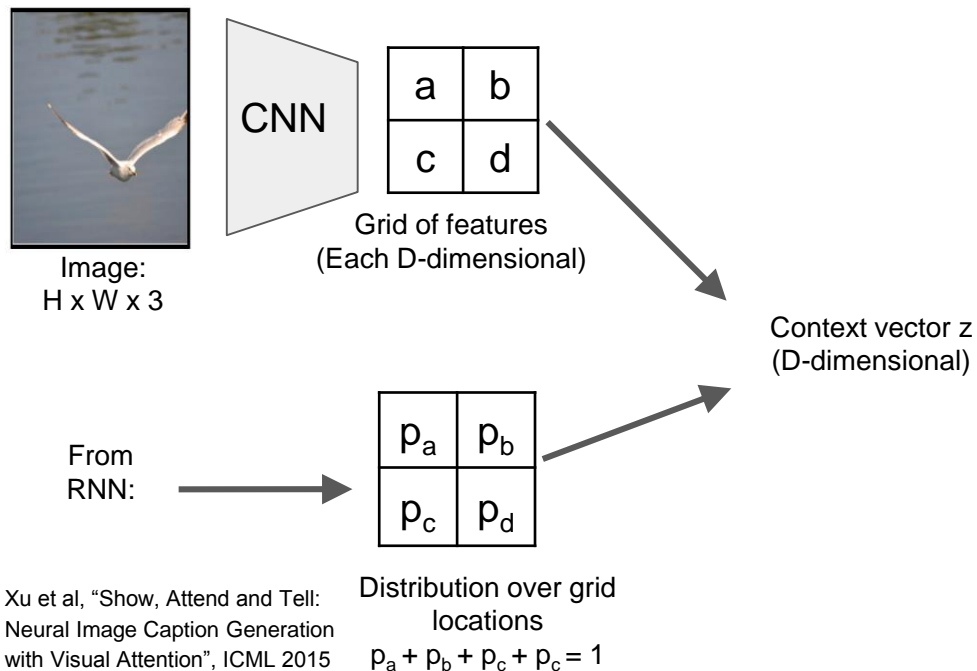 CNN
a b
c d
Grid of features
(Each D-dimensional)
Image:
H x W x 3
Context vector z
(D-dimensional)
From
RNN:
pa pb
pc pd
Xu et al, “Show, Attend and Tell:
Neural Image Caption Generation
with Visual Attention”, ICML 2015
Distribution over grid
locations
pa + pb + pc + pc = 1